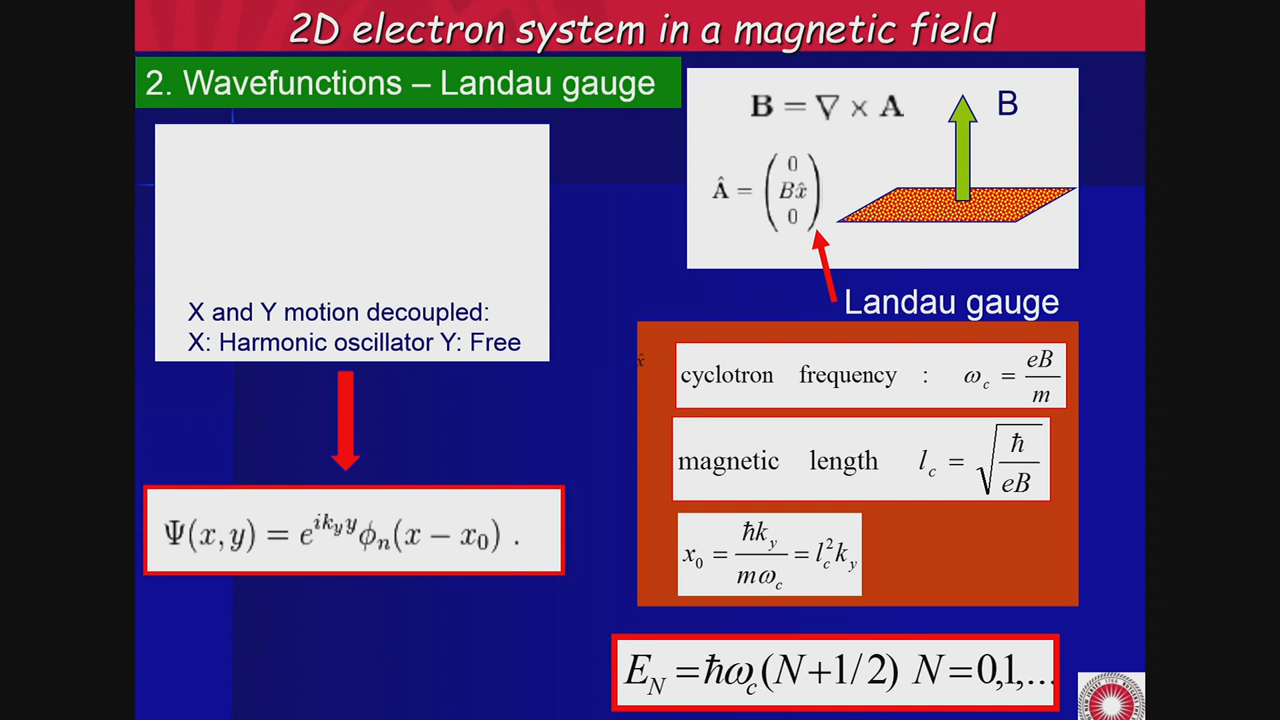 2D electron system in a magnetic field
2. Wavefunctions – Landau gauge
B = ∇ × A
B
Â = ( 0
Bx̂
0 )
Landau gauge
X and Y motion decoupled:
X: Harmonic oscillator Y: Free
x̂
cyclotron frequency : ω_c = eB/m
magnetic length l_c = √(ħ/eB)
x_0 = ħk_y/mω_c = l_c^2 k_y
Ψ(x, y) = e^{ik_y y} ϕ_n(x − x_0) .
E_N = ħω_c(N+1/2) N=0,1,...